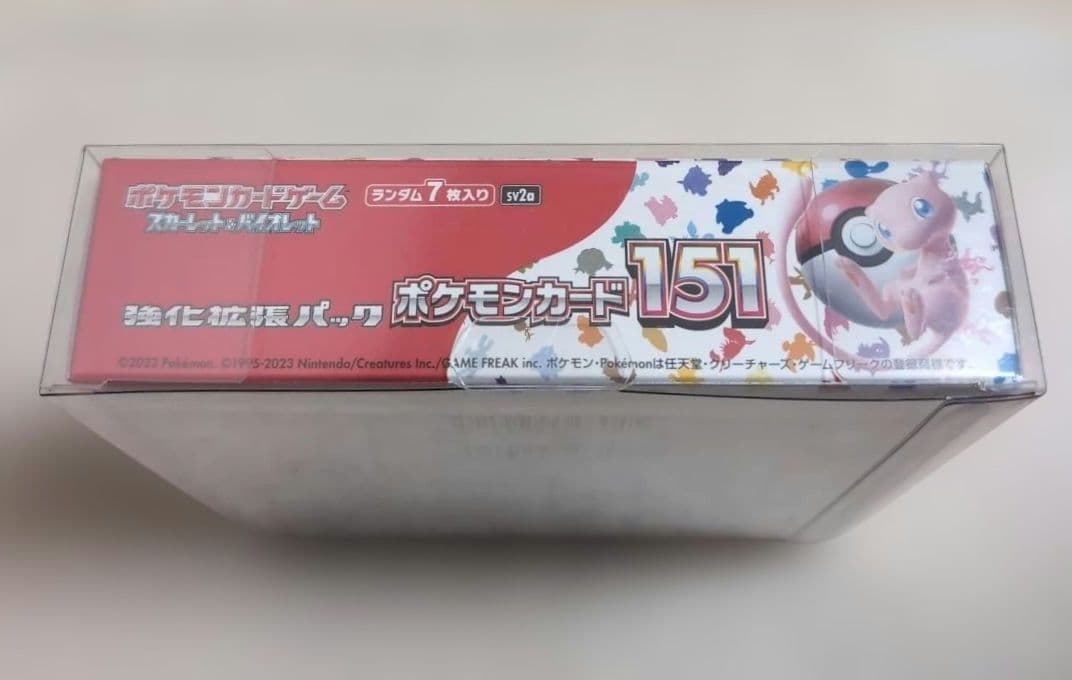 ポケモンカードゲーム
スカーレット&バイオレット
ランダム7枚入り
sv2a
強化拡張パック
ポケモンカード151
©2023 Pokémon. ©1995-2023 Nintendo/Creatures Inc./GAME FREAK inc. ポケモン・Pokémonは任天堂・クリーチャーズ・ゲームフリークの登録商標です。